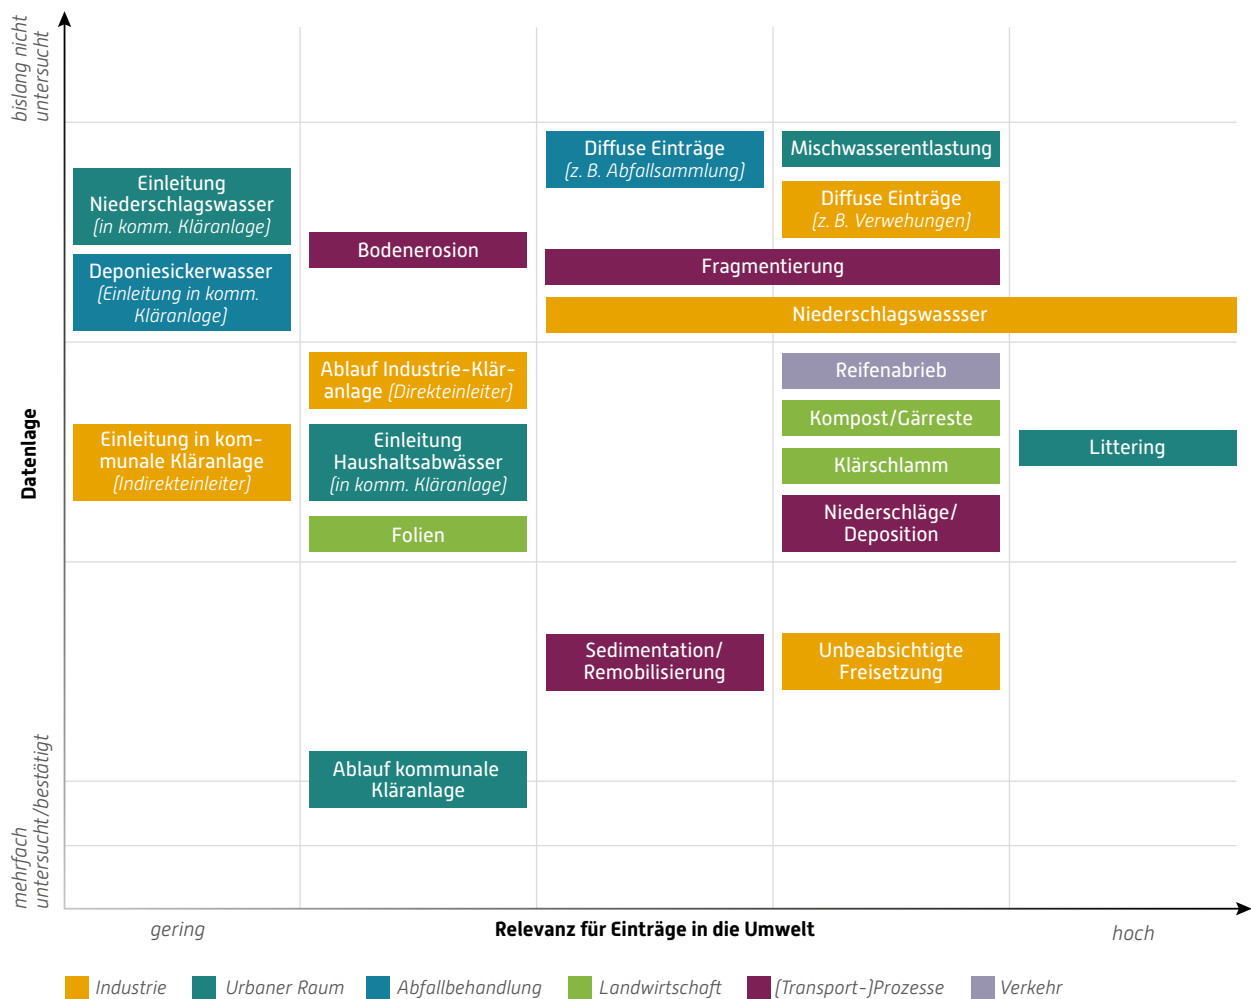 bislang nicht
untersucht
Diffuse Einträge
(z. B. Abfallsammlung)
Mischwasserentlastung
Einleitung
Niederschlagswasser
(in komm. Kläranlage)
Diffuse Einträge
(z. B. Verwehungen)
Bodenerosion
Deponiesickerwasser
(Einleitung in komm.
Kläranlage)
Fragmentierung
Niederschlagswassser
Ablauf Industrie-Klär-
anlage (Direkteinleiter)
Reifenabrieb
Kompost/Gärreste
Datenlage
Einleitung in kom-
munale Kläranlage
(Indirekteinleiter)
Einleitung
Haushaltsabwässer
(in komm. Kläranlage)
Klärschlamm
Littering
Folien
Niederschläge/
Deposition
Sedimentation/
Remobilisierung
Unbeabsichtigte
Freisetzung
Ablauf kommunale
Kläranlage
mehrfach
untersucht/bestätigt
gering
Relevanz für Einträge in die Umwelt
hoch
Industrie
Urbaner Raum
Abfallbehandlung
Landwirtschaft
(Transport-)Prozesse
Verkehr